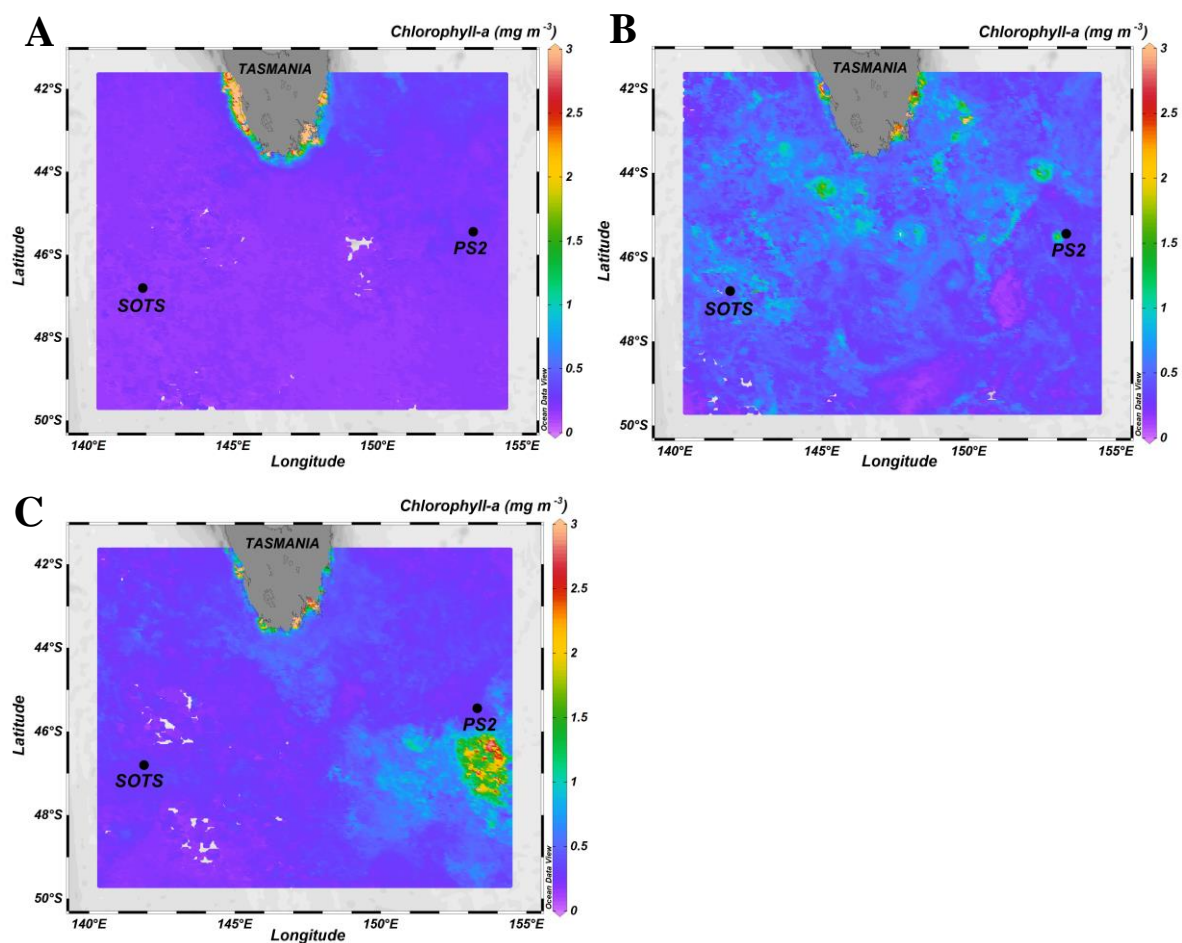 A
Chlorophyll-a (mg m⁻³)
TASMANIA
3
2.5
2
1.5
1
0.5
0
42°S
44°S
46°S
48°S
50°S
Latitude
PS2
SOTS
Ocean Data View
140°E 145°E 150°E 155°E
Longitude
B
Chlorophyll-a (mg m⁻³)
TASMANIA
3
2.5
2
1.5
1
0.5
0
42°S
44°S
46°S
48°S
50°S
Latitude
PS2
SOTS
Ocean Data View
140°E 145°E 150°E 155°E
Longitude
C
Chlorophyll-a (mg m⁻³)
TASMANIA
3
2.5
2
1.5
1
0.5
0
42°S
44°S
46°S
48°S
50°S
Latitude
PS2
SOTS
Ocean Data View
140°E 145°E 150°E 155°E
Longitude